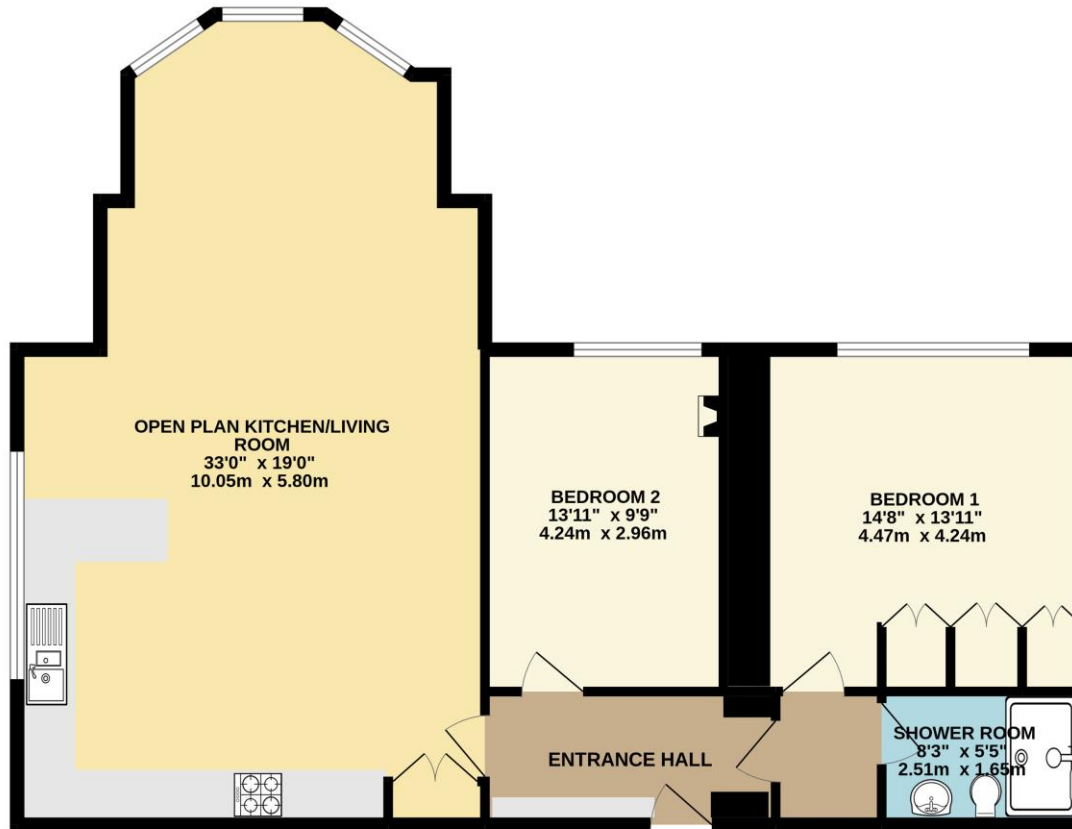 OPEN PLAN KITCHEN/LIVING
ROOM
33'0" x 19'0"
10.05m x 5.80m
BEDROOM 2
13'11" x 9'9"
4.24m x 2.96m
BEDROOM 1
14'8" x 13'11"
4.47m x 4.24m
ENTRANCE HALL
SHOWER ROOM
8'3" x 5'5"
2.51m x 1.65m